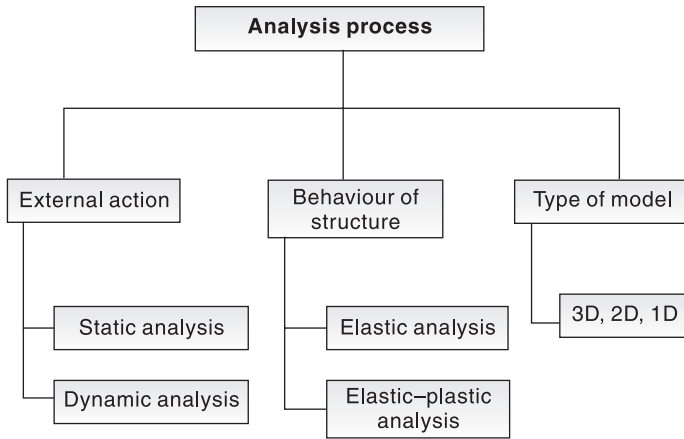 Analysis process
External action
Behaviour of
structure
Type of model
Static analysis
Elastic analysis
3D, 2D, 1D
Dynamic analysis
Elastic–plastic
analysis